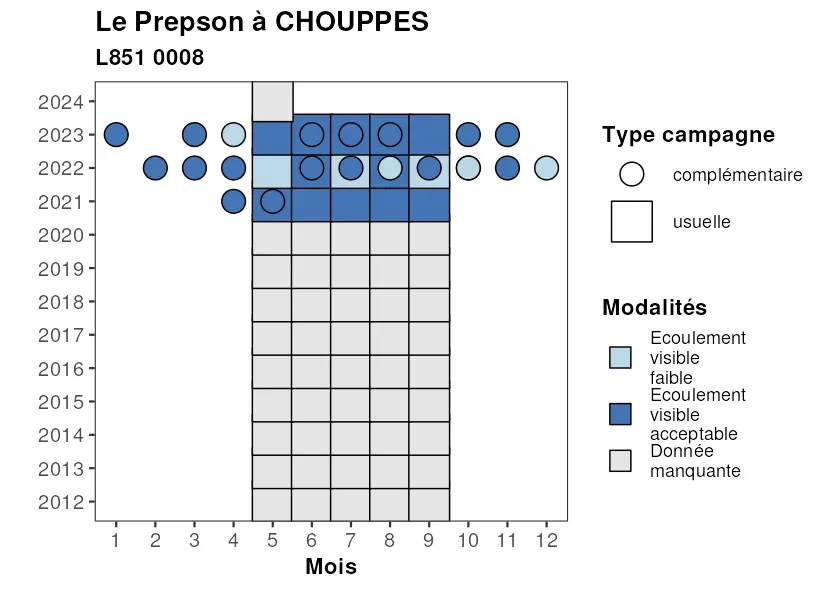 Le Prepson à CHOUPPES
L851 0008
2024
2023
2022
2021
2020
2019
2018
2017
2016
2015
2014
2013
2012
1 2 3 4 5 6 7 8 9 10 11 12
Mois
Type campagne
complémentaire
usuelle
Modalités
Ecoulement
visible
faible
Ecoulement
visible
acceptable
Donnée
manquante